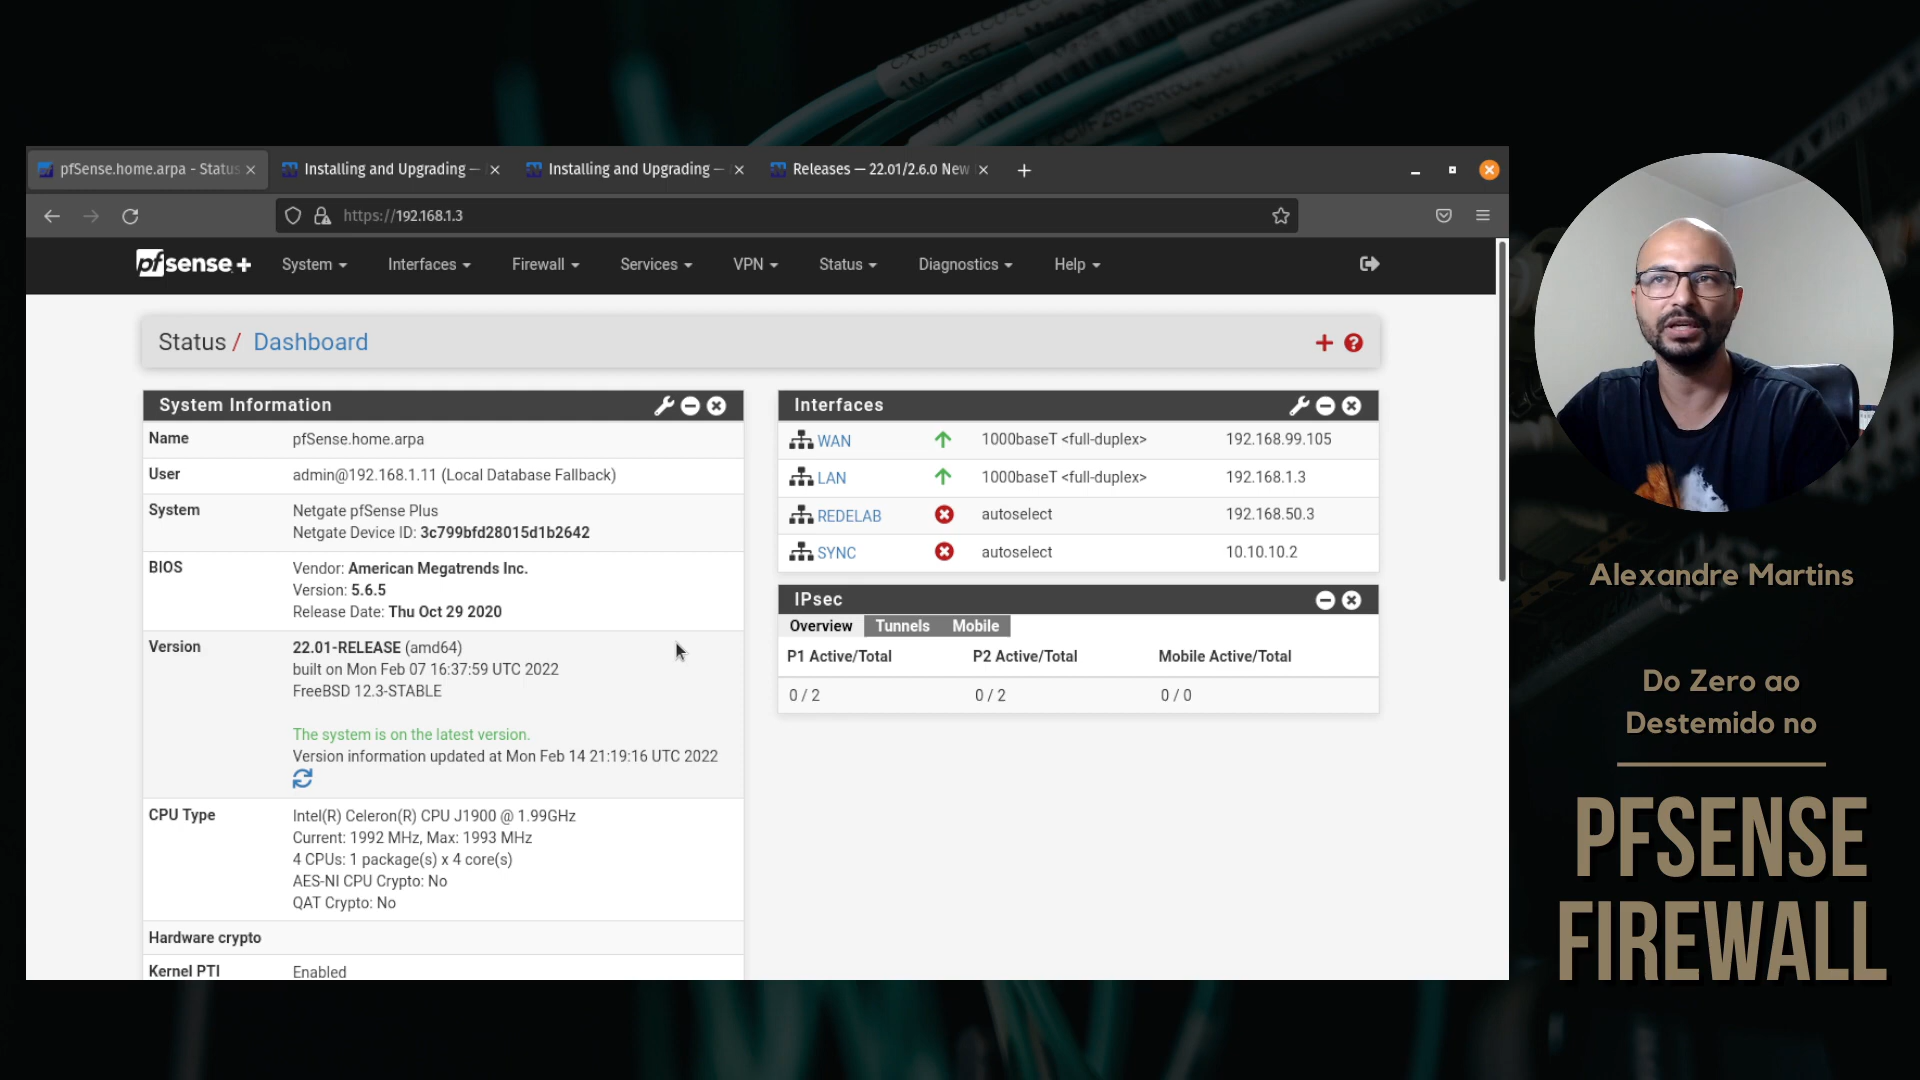 pfSense.home.arpa - Status
Installing and Upgrading —
Installing and Upgrading —
Releases — 22.01/2.6.0 New
https://192.168.1.3
pfsense+
System
Interfaces
Firewall
Services
VPN
Status
Diagnostics
Help
Status / Dashboard
System Information
Name
pfSense.home.arpa
User
admin@192.168.1.11 (Local Database Fallback)
System
Netgate pfSense Plus
Netgate Device ID: 3c799bfd28015d1b2642
BIOS
Vendor: American Megatrends Inc.
Version: 5.6.5
Release Date: Thu Oct 29 2020
Version
22.01-RELEASE (amd64)
built on Mon Feb 07 16:37:59 UTC 2022
FreeBSD 12.3-STABLE
The system is on the latest version.
Version information updated at Mon Feb 14 21:19:16 UTC 2022
CPU Type
Intel(R) Celeron(R) CPU J1900 @ 1.99GHz
Current: 1992 MHz, Max: 1993 MHz
4 CPUs: 1 package(s) x 4 core(s)
AES-NI CPU Crypto: No
QAT Crypto: No
Hardware crypto
Kernel PTI
Enabled
Interfaces
WAN 1000baseT <full-duplex> 192.168.99.105
LAN 1000baseT <full-duplex> 192.168.1.3
REDELAB autoselect 192.168.50.3
SYNC autoselect 10.10.10.2
IPsec
Overview Tunnels Mobile
P1 Active/Total P2 Active/Total Mobile Active/Total
0 / 2 0 / 2 0 / 0
Alexandre Martins
Do Zero ao
Destemido no
PFSENSE
FIREWALL